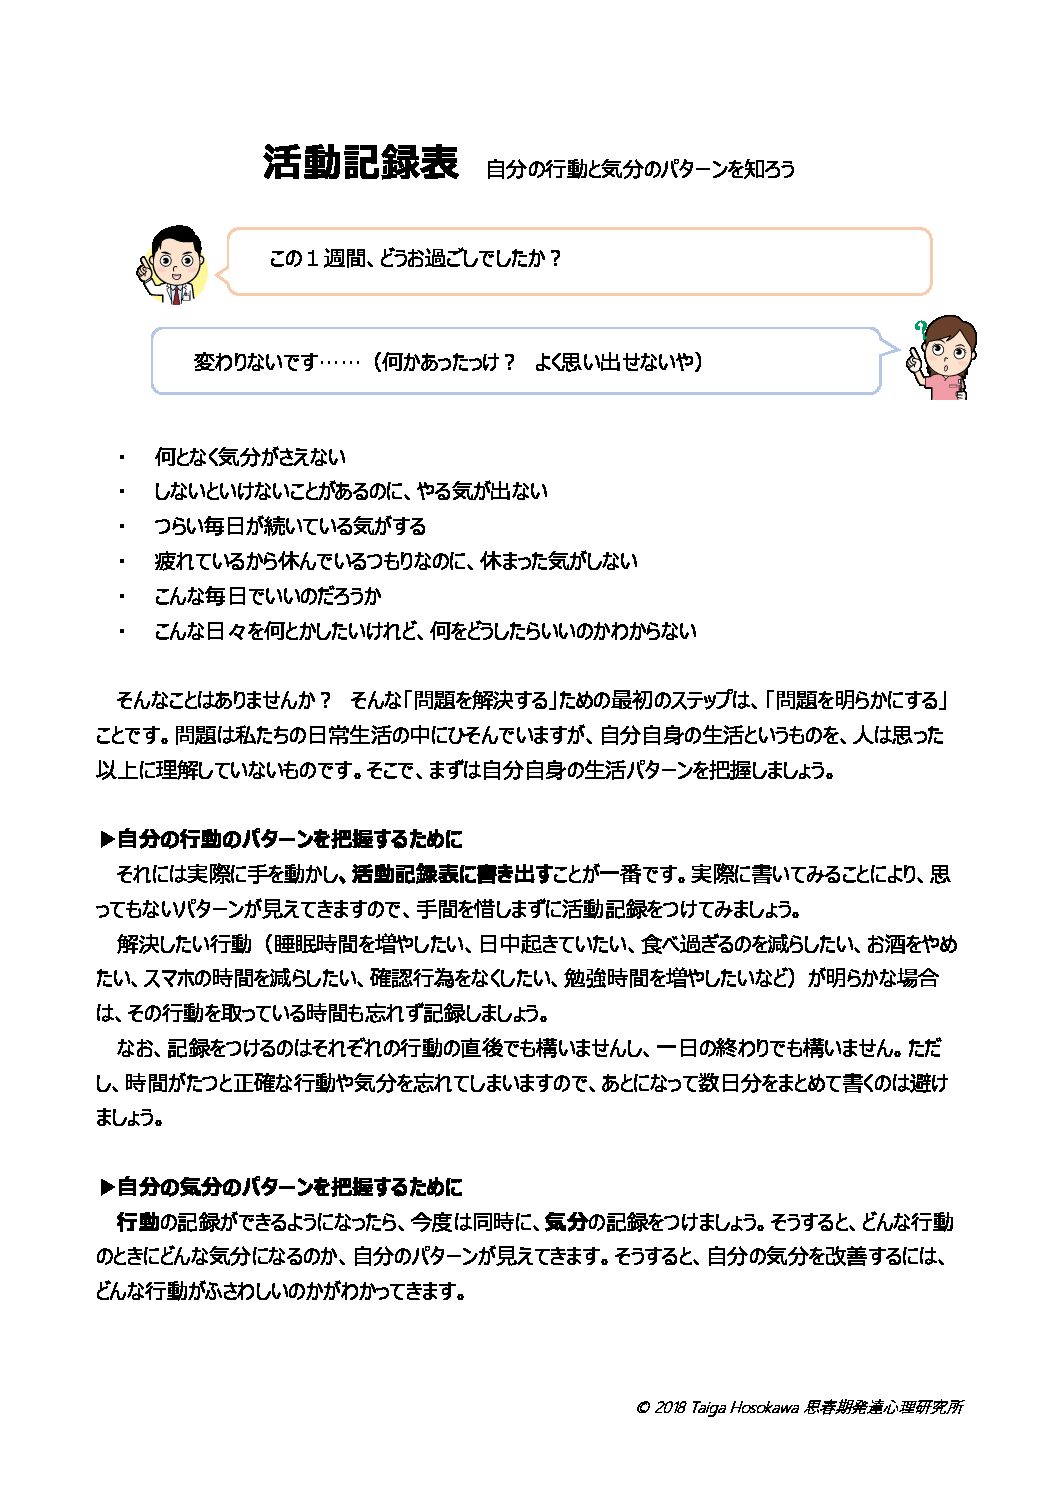 活動記録表 自分の行動と気分のパターンを知ろう
この１週間、どうお過ごしでしたか？
変わりないです……（何かあったっけ？　よく思い出せないや）
・ 何となく気分がさえない
・ しないといけないことがあるのに、やる気が出ない
・ つらい毎日が続いている気がする
・ 疲れているから休んでいるつもりなのに、休まった気がしない
・ こんな毎日でいいのだろうか
・ こんな日々を何とかしたいけれど、何をどうしたらいいのかわからない
そんなことはありませんか？　そんな「問題を解決する」ための最初のステップは、「問題を明らかにする」
ことです。問題は私たちの日常生活の中にひそんでいますが、自分自身の生活というものを、人は思った
以上に理解していないものです。そこで、まずは自分自身の生活パターンを把握しましょう。
▶自分の行動のパターンを把握するために
それには実際に手を動かし、活動記録表に書き出すことが一番です。実際に書いてみることにより、思
ってもないパターンが見えてきますので、手間を惜しまずに活動記録をつけてみましょう。
解決したい行動（睡眠時間を増やしたい、日中起きていたい、食べ過ぎるのを減らしたい、お酒をやめ
たい、スマホの時間を減らしたい、確認行為をなくしたい、勉強時間を増やしたいなど）が明らかな場合
は、その行動を取っている時間も忘れず記録しましょう。
なお、記録をつけるのはそれぞれの行動の直後でも構いませんし、一日の終わりでも構いません。ただ
し、時間がたつと正確な行動や気分を忘れてしまいますので、あとになって数日分をまとめて書くのは避け
ましょう。
▶自分の気分のパターンを把握するために
行動の記録ができるようになったら、今度は同時に、気分の記録をつけましょう。そうすると、どんな行動
のときにどんな気分になるのか、自分のパターンが見えてきます。そうすると、自分の気分を改善するには、
どんな行動がふさわしいのかがわかってきます。
© 2018 Taiga Hosokawa 思春期発達心理研究所